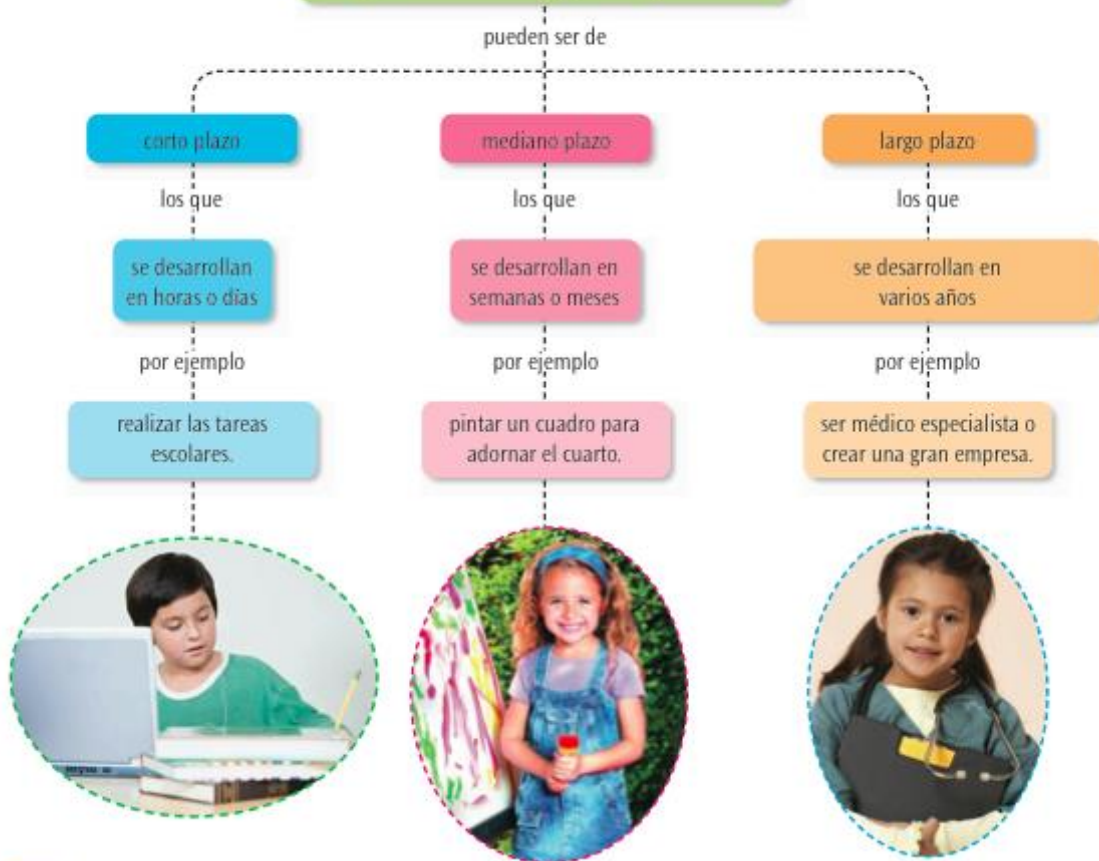 pueden ser de
corto plazo
mediano plazo
largo plazo
los que
los que
los que
se desarrollan
en horas o días
se desarrollan en
semanas o meses
se desarrollan en
varios años
por ejemplo
por ejemplo
por ejemplo
realizar las tareas
escolares.
pintar un cuadro para
adornar el cuarto.
ser médico especialista o
crear una gran empresa.